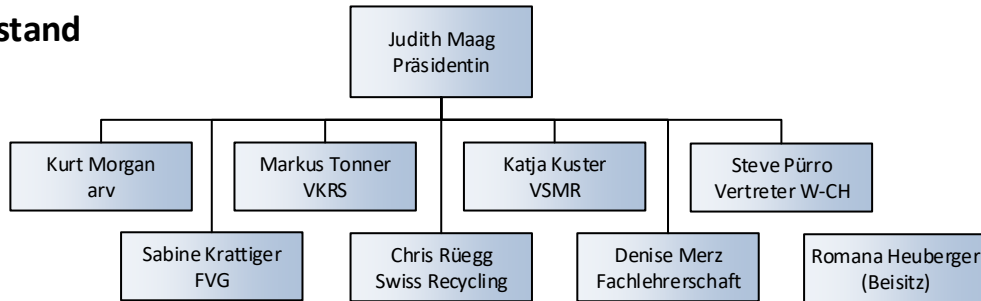 stand
Judith Maag
Präsidentin
Kurt Morgan
arv
Markus Tonner
VKRS
Katja Kuster
VSMR
Steve Pürro
Vertreter W-CH
Sabine Krattiger
FVG
Chris Rüegg
Swiss Recycling
Denise Merz
Fachlehrerschaft
Romana Heuberger
(Beisitz)